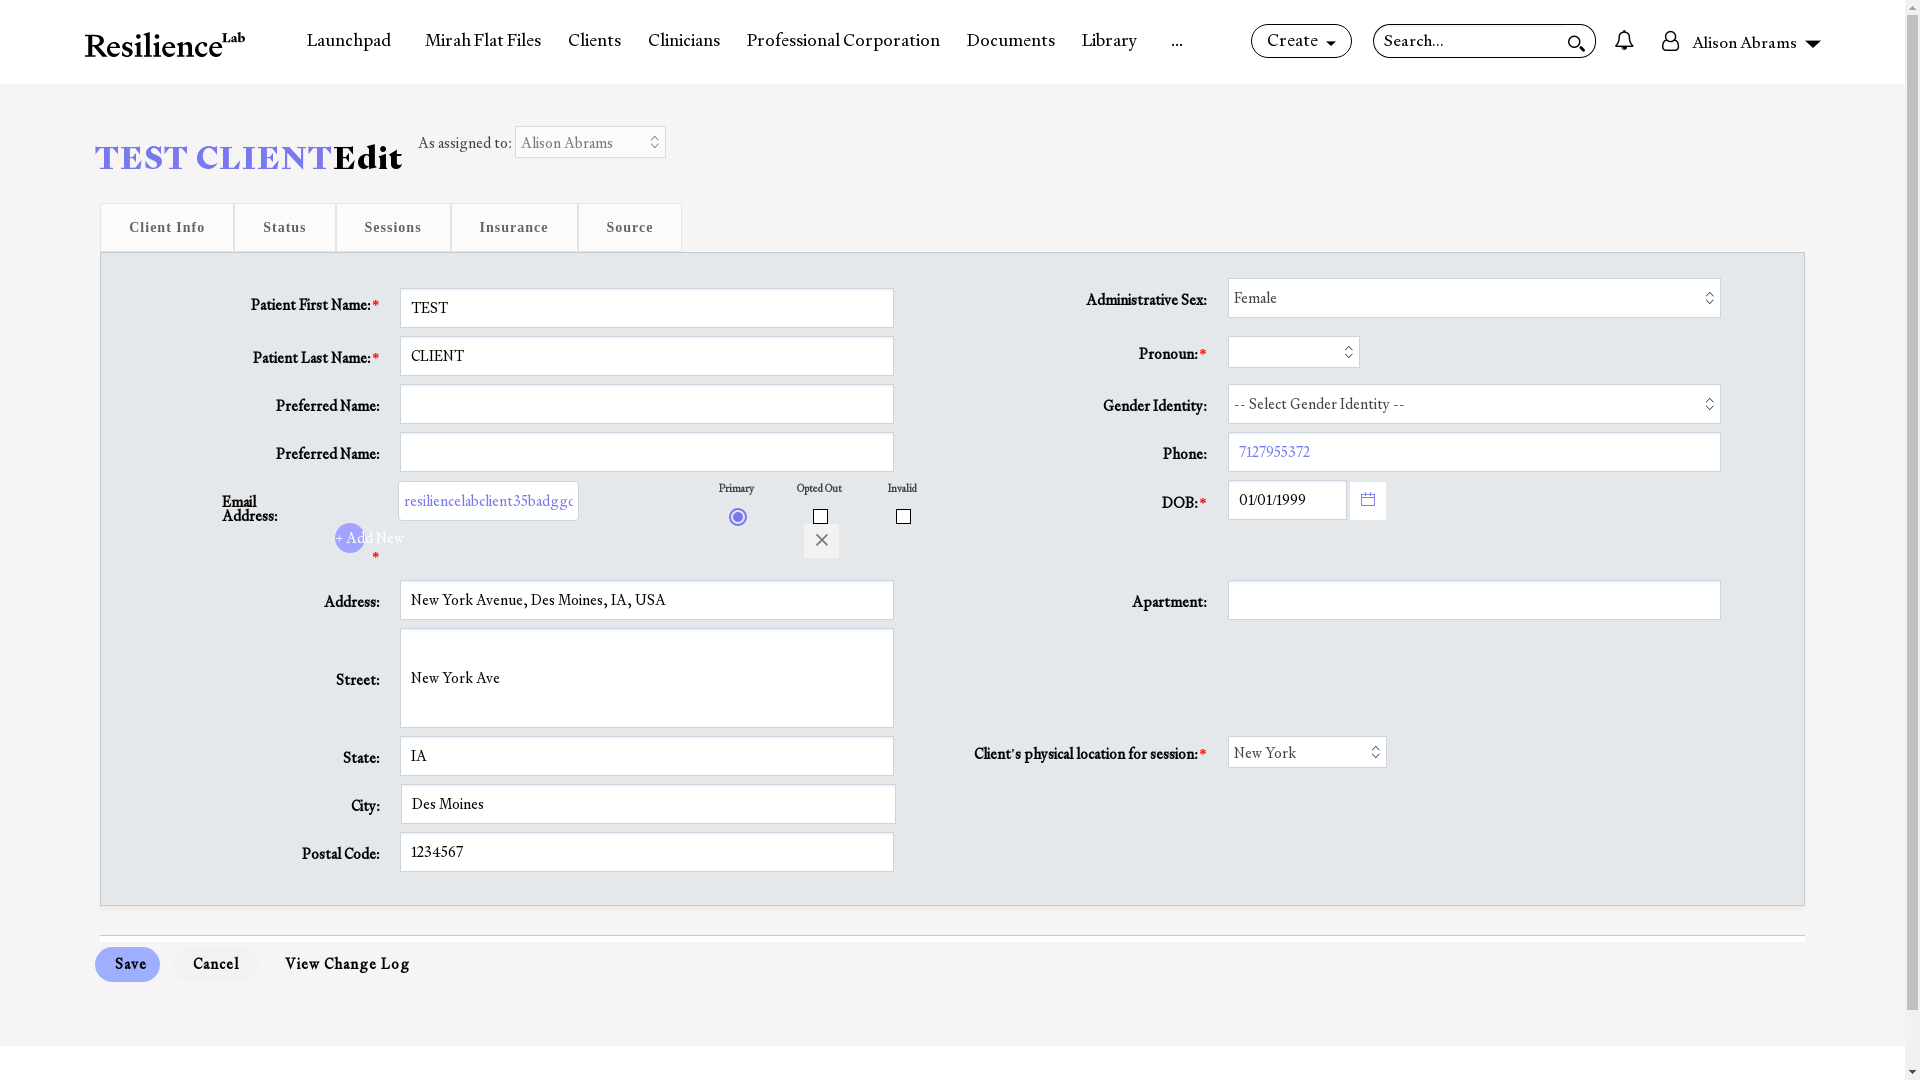 ResilienceLab Launchpad Mirah Flat Files Clients Clinicians Professional Corporation Documents Library ... Create Search... Alison Abrams
TEST CLIENTEdit As assigned to: Alison Abrams
Client Info Status Sessions Insurance Source
Patient First Name:* TEST Administrative Sex: Female
Patient Last Name:* CLIENT Pronoun:*
Preferred Name: Gender Identity: -- Select Gender Identity --
Preferred Name: Phone: 7127955372
Email Address: resiliencelabclient35badggc Primary Opted Out Invalid DOB:* 01/01/1999
+ Add New
*
Address: New York Avenue, Des Moines, IA, USA Apartment:
Street: New York Ave
State: IA Client's physical location for session:* New York
City: Des Moines
Postal Code: 1234567
Save Cancel View Change Log